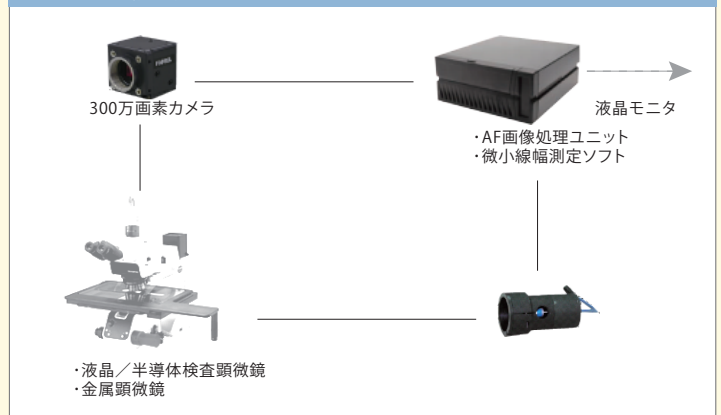 300万画素カメラ
液晶モニタ
・AF画像処理ユニット
・微小線幅測定ソフト
・液晶／半導体検査顕微鏡
・金属顕微鏡